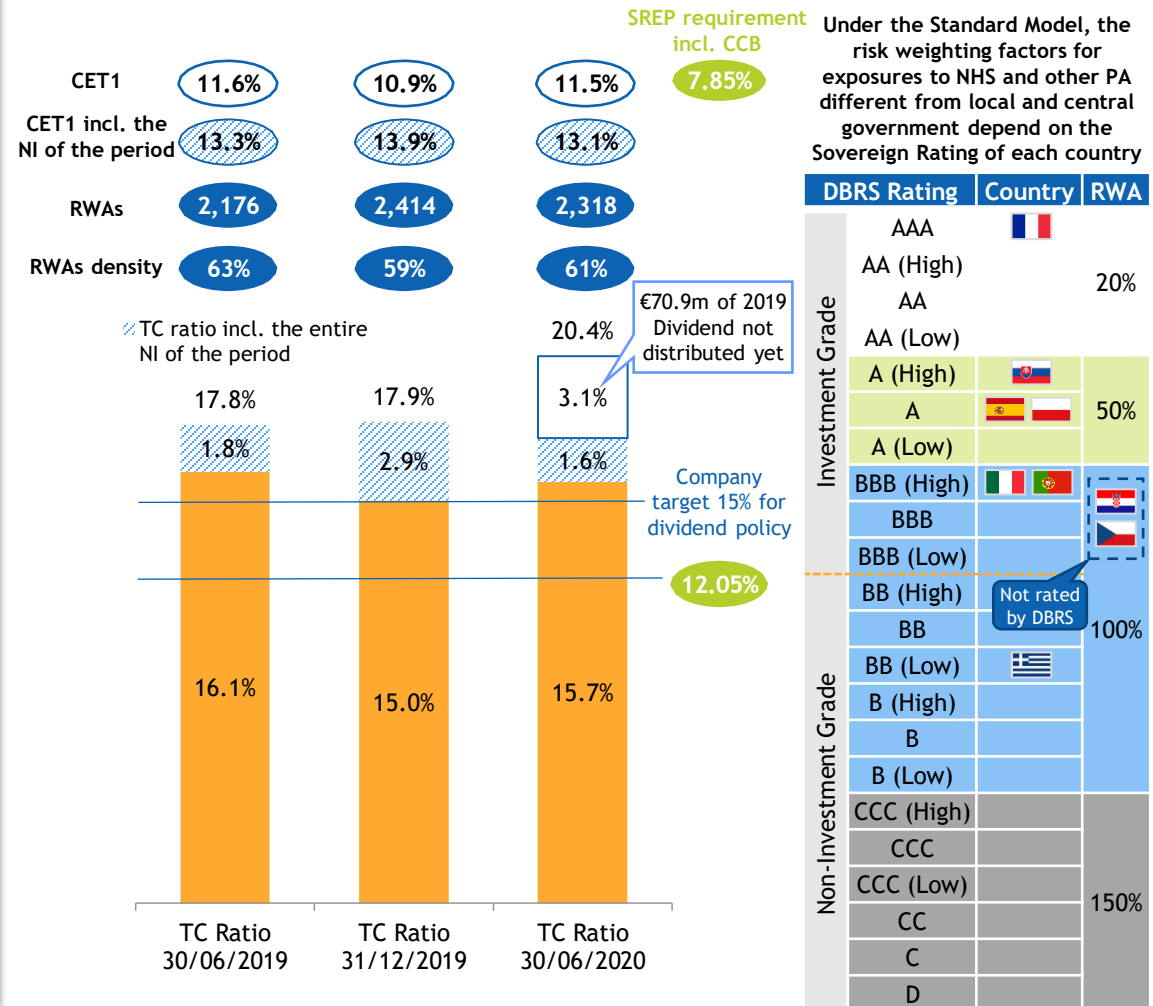 SREP requirement
incl. CCB
CET1
11.6%
10.9%
11.5%
7.85%
CET1 incl. the
NI of the period
13.3%
13.9%
13.1%
RWAs
2,176
2,414
2,318
RWAs density
63%
59%
61%
TC ratio incl. the entire
NI of the period
€70.9m of 2019
Dividend not
distributed yet
17.8%
17.9%
20.4%
1.8%
2.9%
3.1%
1.6%
Company
target 15% for
dividend policy
12.05%
16.1%
15.0%
15.7%
TC Ratio
30/06/2019
TC Ratio
31/12/2019
TC Ratio
30/06/2020
Under the Standard Model, the
risk weighting factors for
exposures to NHS and other PA
different from local and central
government depend on the
Sovereign Rating of each country
DBRS Rating Country RWA
Investment Grade
AAA
AA (High)
AA
AA (Low)
20%
A (High)
A
A (Low)
50%
BBB (High)
BBB
BBB (Low)
Non-Investment Grade
BB (High)
BB
BB (Low)
B (High)
B
B (Low)
Not rated
by DBRS
100%
CCC (High)
CCC
CCC (Low)
CC
C
D
150%